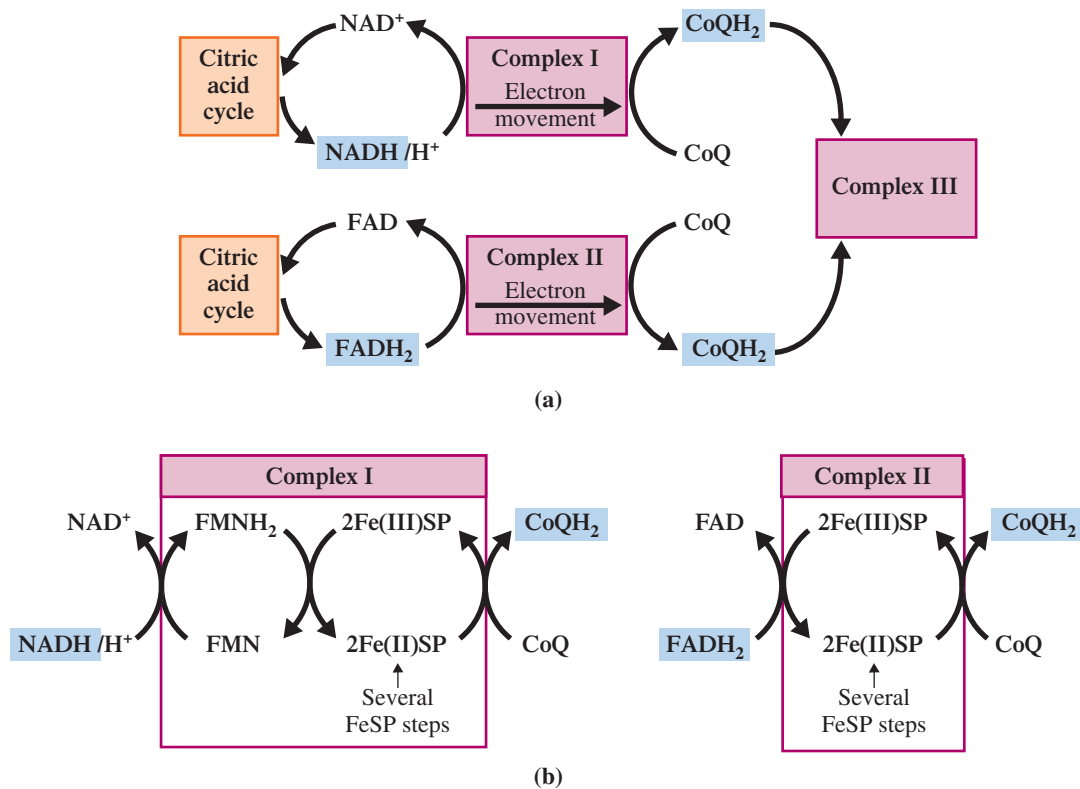 NAD⁺
CoQH₂
Citric
acid
cycle
Complex I
Electron
movement
NADH /H⁺
CoQ
Complex III
FAD
CoQ
Citric
acid
cycle
Complex II
Electron
movement
FADH₂
CoQH₂
(a)
Complex I
NAD⁺
FMNH₂
2Fe(III)SP
CoQH₂
NADH /H⁺
FMN
2Fe(II)SP
CoQ
Several
FeSP steps
Complex II
FAD
2Fe(III)SP
CoQH₂
FADH₂
2Fe(II)SP
CoQ
Several
FeSP steps
(b)